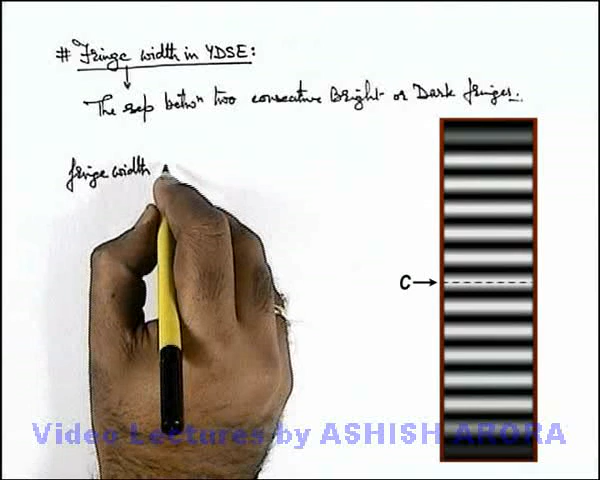 # Fringe width in YDSE:
The sep betwn two consecutive Bright or Dark fringes.
fringe width
C
Video Lectures by ASHISH ARORA